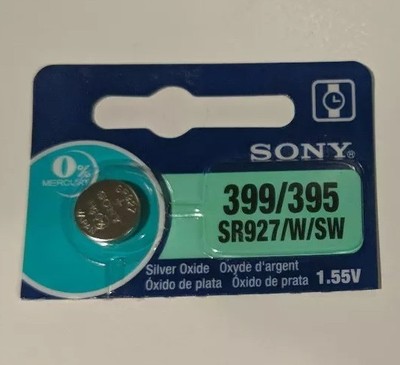 SONY®
0%
MERCURY
399/395
SR927/W/SW
Silver Oxide Oxyde d'argent
Óxido de plata Óxido de prata 1.55V